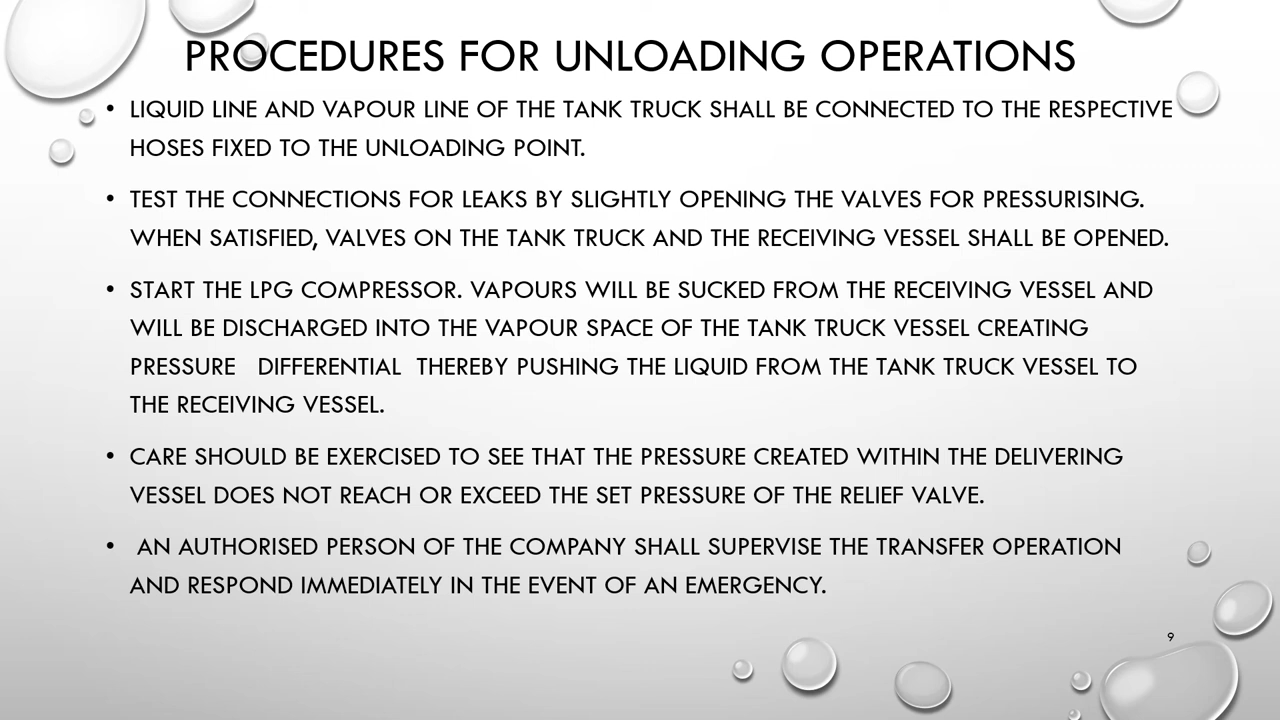 PROCEDURES FOR UNLOADING OPERATIONS
• LIQUID LINE AND VAPOUR LINE OF THE TANK TRUCK SHALL BE CONNECTED TO THE RESPECTIVE
HOSES FIXED TO THE UNLOADING POINT.
• TEST THE CONNECTIONS FOR LEAKS BY SLIGHTLY OPENING THE VALVES FOR PRESSURISING.
WHEN SATISFIED, VALVES ON THE TANK TRUCK AND THE RECEIVING VESSEL SHALL BE OPENED.
• START THE LPG COMPRESSOR. VAPOURS WILL BE SUCKED FROM THE RECEIVING VESSEL AND
WILL BE DISCHARGED INTO THE VAPOUR SPACE OF THE TANK TRUCK VESSEL CREATING
PRESSURE DIFFERENTIAL THEREBY PUSHING THE LIQUID FROM THE TANK TRUCK VESSEL TO
THE RECEIVING VESSEL.
• CARE SHOULD BE EXERCISED TO SEE THAT THE PRESSURE CREATED WITHIN THE DELIVERING
VESSEL DOES NOT REACH OR EXCEED THE SET PRESSURE OF THE RELIEF VALVE.
• AN AUTHORISED PERSON OF THE COMPANY SHALL SUPERVISE THE TRANSFER OPERATION
AND RESPOND IMMEDIATELY IN THE EVENT OF AN EMERGENCY.
9